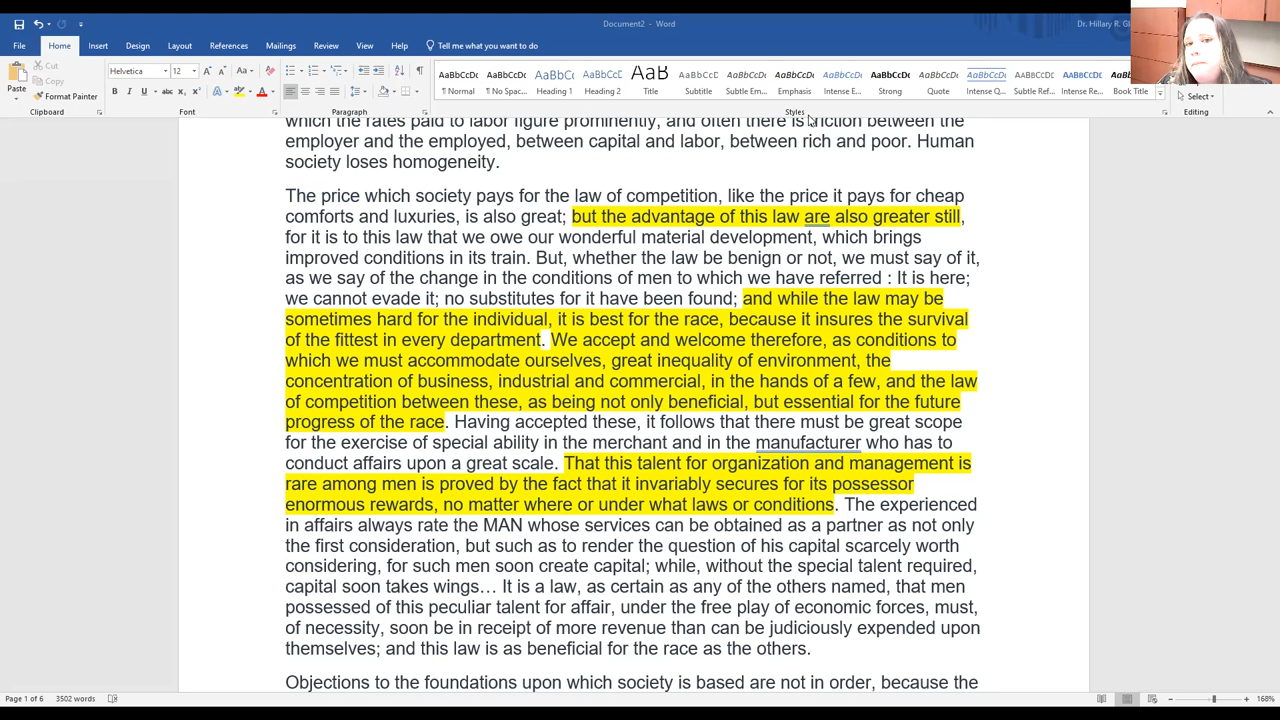 Document2 - Word
Dr. Hillary R. Gl
File Home Insert Design Layout References Mailings Review View Help Tell me what you want to do
Paste
Cut
Copy
Format Painter
Clipboard
Helvetica 12
Font
Paragraph
AaBbCcDc AaBbCcDc AaBbCc AaBbCcD AaB AaBbCcD AaBbCcDc AaBbCcDc AaBbCcDc AaBbCcDc AaBbCcDc AaBbCcDc AaBbCcDc AaBbCcDc
¶ Normal ¶ No Spac... Heading 1 Heading 2 Title Subtitle Subtle Em... Emphasis Intense E... Strong Quote Intense Q... Subtle Ref... Intense Re... Book Title
Styles
Select
Editing
which the rates paid to labor figure prominently, and often there is friction between the
employer and the employed, between capital and labor, between rich and poor. Human
society loses homogeneity.
The price which society pays for the law of competition, like the price it pays for cheap
comforts and luxuries, is also great; but the advantage of this law are also greater still,
for it is to this law that we owe our wonderful material development, which brings
improved conditions in its train. But, whether the law be benign or not, we must say of it,
as we say of the change in the conditions of men to which we have referred : It is here;
we cannot evade it; no substitutes for it have been found; and while the law may be
sometimes hard for the individual, it is best for the race, because it insures the survival
of the fittest in every department. We accept and welcome therefore, as conditions to
which we must accommodate ourselves, great inequality of environment, the
concentration of business, industrial and commercial, in the hands of a few, and the law
of competition between these, as being not only beneficial, but essential for the future
progress of the race. Having accepted these, it follows that there must be great scope
for the exercise of special ability in the merchant and in the manufacturer who has to
conduct affairs upon a great scale. That this talent for organization and management is
rare among men is proved by the fact that it invariably secures for its possessor
enormous rewards, no matter where or under what laws or conditions. The experienced
in affairs always rate the MAN whose services can be obtained as a partner as not only
the first consideration, but such as to render the question of his capital scarcely worth
considering, for such men soon create capital; while, without the special talent required,
capital soon takes wings… It is a law, as certain as any of the others named, that men
possessed of this peculiar talent for affair, under the free play of economic forces, must,
of necessity, soon be in receipt of more revenue than can be judiciously expended upon
themselves; and this law is as beneficial for the race as the others.
Objections to the foundations upon which society is based are not in order, because the
Page 1 of 6 3502 words
168%